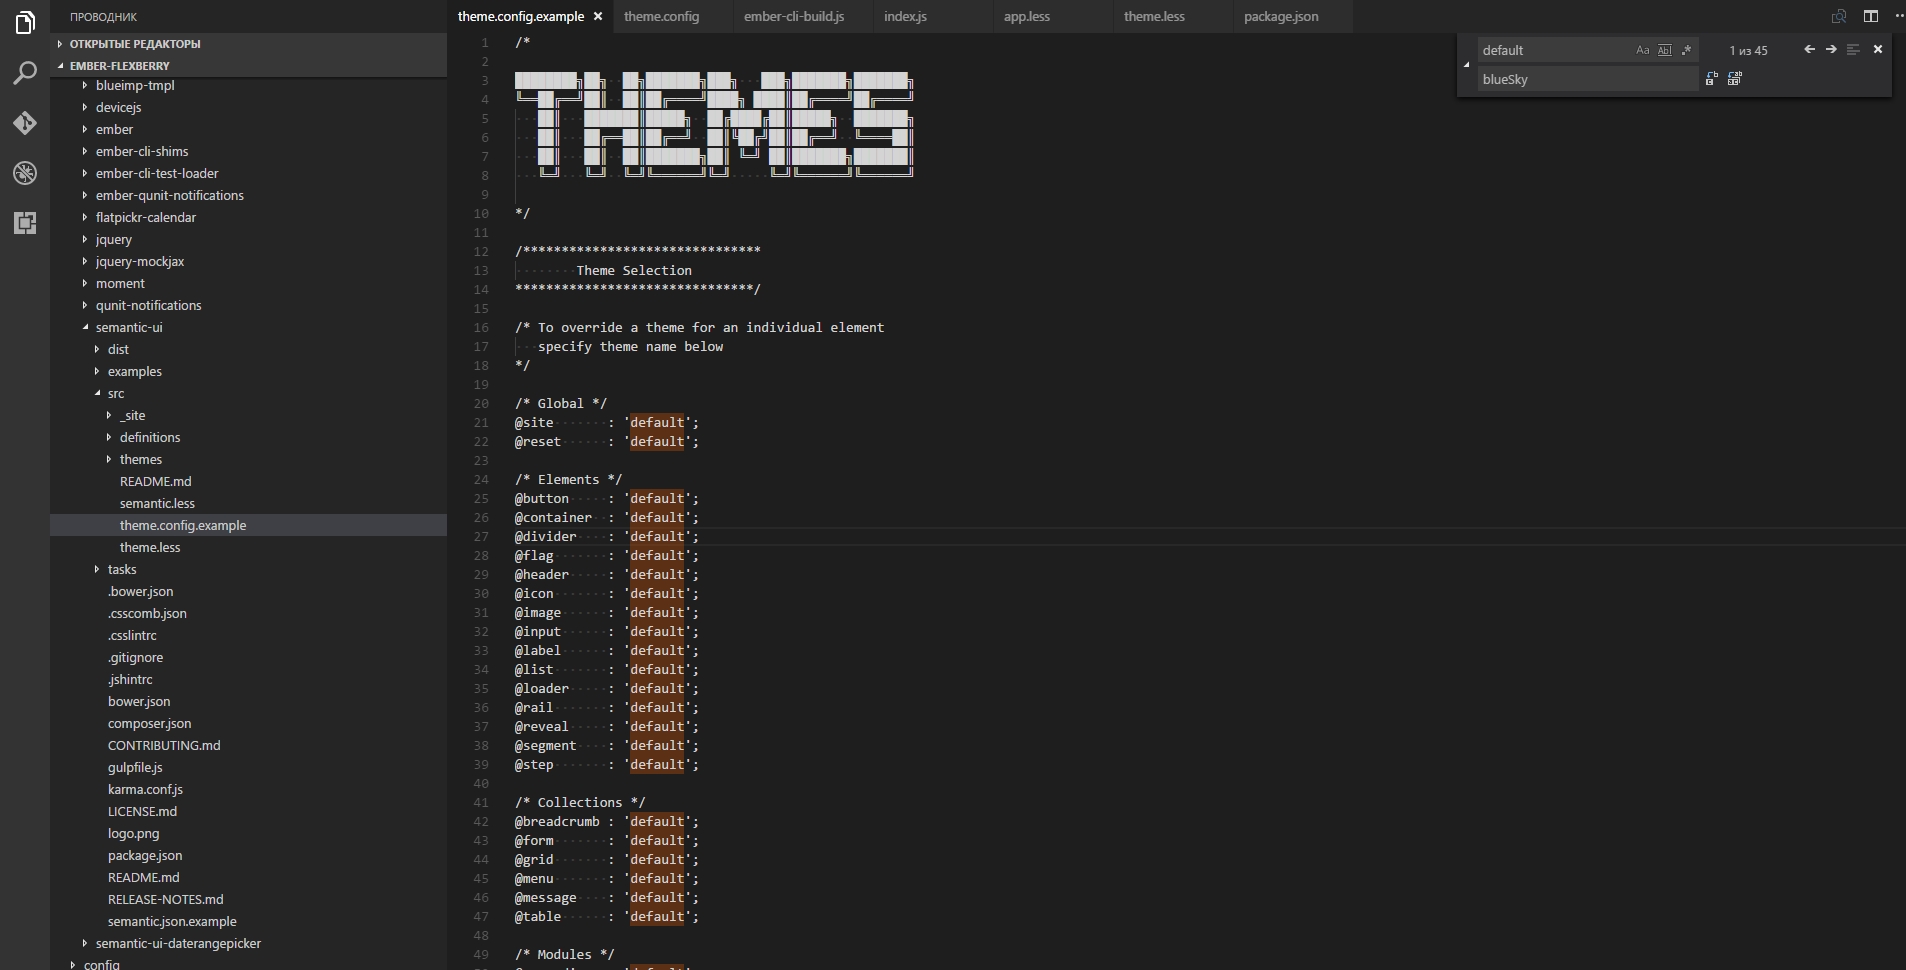 ПРОВОДНИК
ОТКРЫТЫЕ РЕДАКТОРЫ
EMBER-FLEXBERRY
blueimp-tmpl
devicejs
ember
ember-cli-shims
ember-cli-test-loader
ember-qunit-notifications
flatpickr-calendar
jquery
jquery-mockjax
moment
qunit-notifications
semantic-ui
dist
examples
src
_site
definitions
themes
README.md
semantic.less
theme.config.example
theme.less
tasks
.bower.json
.csscomb.json
.csslintrc
.gitignore
.jshintrc
bower.json
composer.json
CONTRIBUTING.md
gulpfile.js
karma.conf.js
LICENSE.md
logo.png
package.json
README.md
RELEASE-NOTES.md
semantic.json.example
semantic-ui-daterangepicker
config
theme.config.example theme.config ember-cli-build.js index.js app.less theme.less package.json
default Aa Abl .* 1 из 45
blueSky
1 /*
2
3 THEMES
4
5
6
7
8
9
10 */
11
12 /*******************************
13 Theme Selection
14 *******************************/
15
16 /* To override a theme for an individual element
17 specify theme name below
18 */
19
20 /* Global */
21 @site : 'default';
22 @reset : 'default';
23
24 /* Elements */
25 @button : 'default';
26 @container : 'default';
27 @divider : 'default';
28 @flag : 'default';
29 @header : 'default';
30 @icon : 'default';
31 @image : 'default';
32 @input : 'default';
33 @label : 'default';
34 @list : 'default';
35 @loader : 'default';
36 @rail : 'default';
37 @reveal : 'default';
38 @segment : 'default';
39 @step : 'default';
40
41 /* Collections */
42 @breadcrumb : 'default';
43 @form : 'default';
44 @grid : 'default';
45 @menu : 'default';
46 @message : 'default';
47 @table : 'default';
48
49 /* Modules */